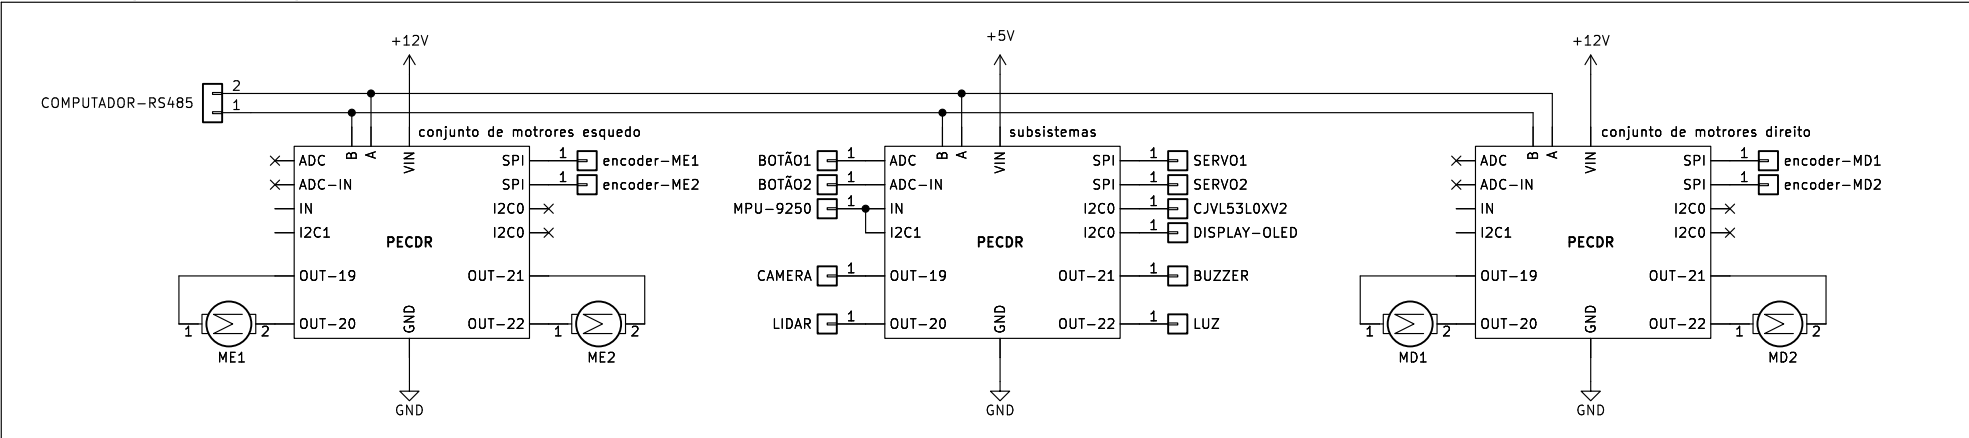 +12V
+5V
+12V
COMPUTADOR-RS485
2
1
conjunto de motrores esquedo
B
A
VIN
ADC
ADC-IN
IN
I2C1
OUT-19
OUT-20
PECDR
GND
SPI
SPI
I2C0
I2C0
OUT-21
OUT-22
1 encoder-ME1
1 encoder-ME2
1 2
ME1
1 2
ME2
GND
subsistemas
B
A
VIN
BOTÃO1 1 ADC
BOTÃO2 1 ADC-IN
MPU-9250 1 IN
I2C1
CAMERA 1 OUT-19
LIDAR 1 OUT-20
PECDR
GND
SPI 1 SERVO1
SPI 1 SERVO2
I2C0 1 CJVL53L0XV2
I2C0 1 DISPLAY-OLED
OUT-21 1 BUZZER
OUT-22 1 LUZ
GND
conjunto de motrores direito
B
A
VIN
ADC
ADC-IN
IN
I2C1
OUT-19
OUT-20
PECDR
GND
SPI
SPI
I2C0
I2C0
OUT-21
OUT-22
1 encoder-MD1
1 encoder-MD2
1 2
MD1
1 2
MD2
GND